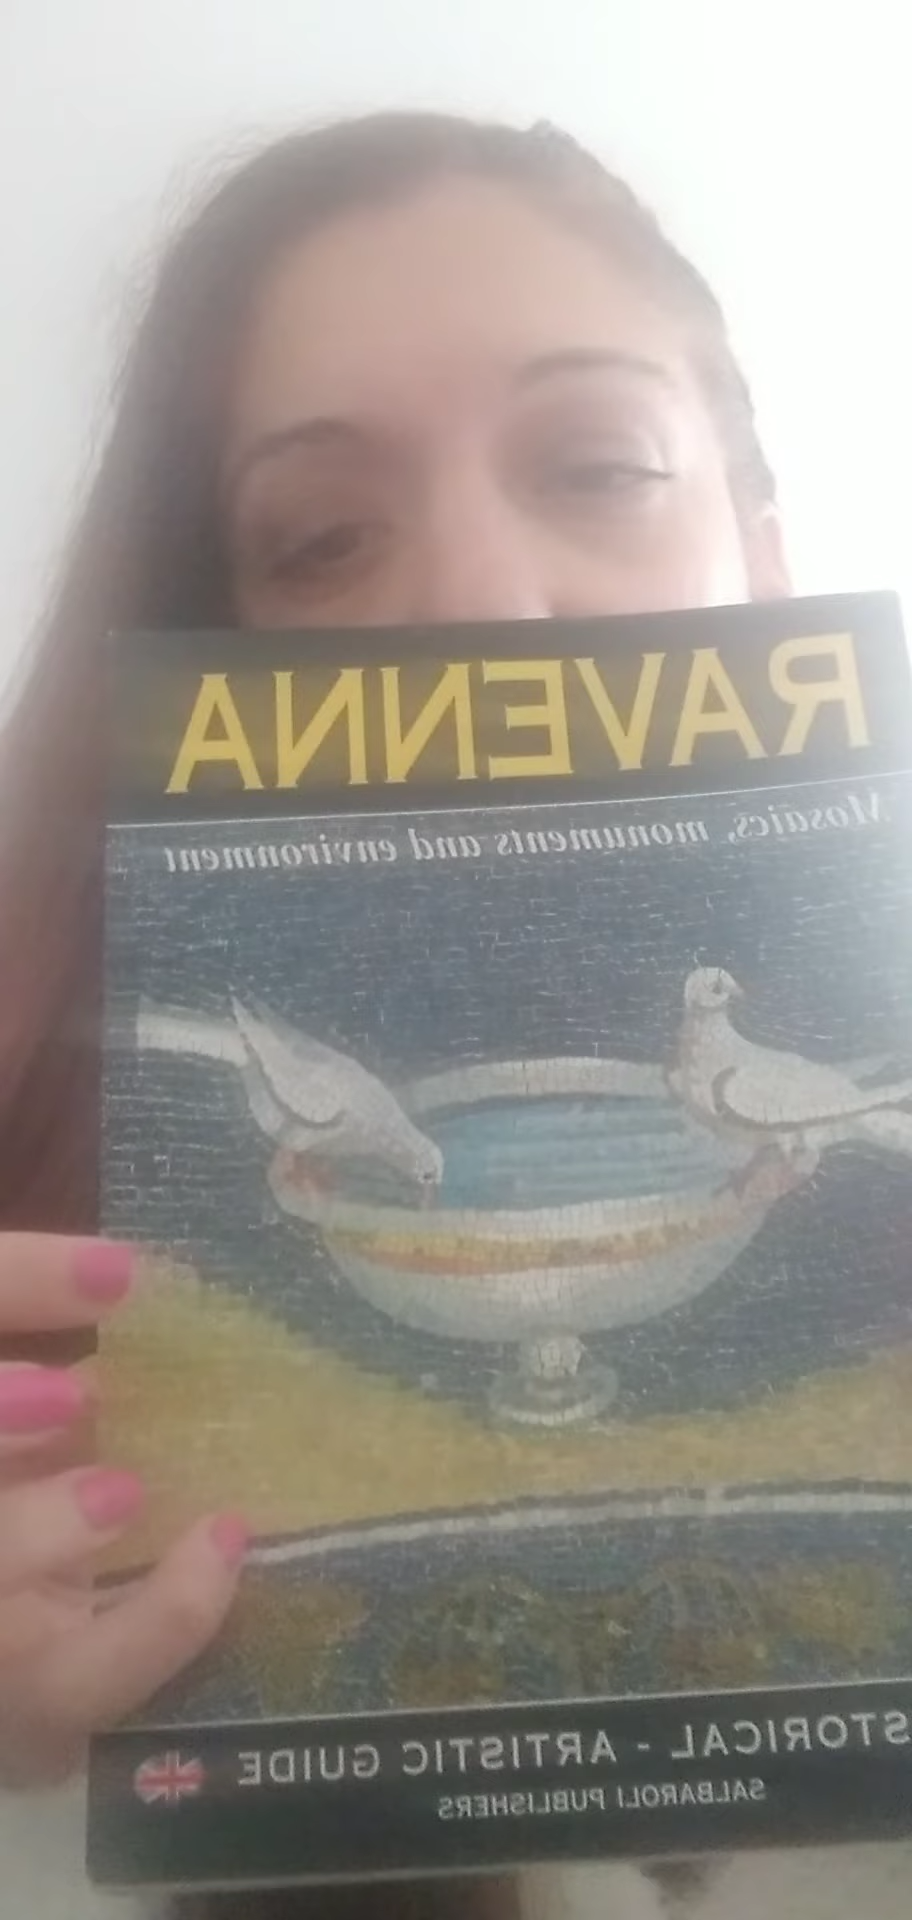 RAVENNA
Mosaics, monuments and environment
STORICAL - ARTISTIC GUIDE
SALBAROLI PUBLISHERS